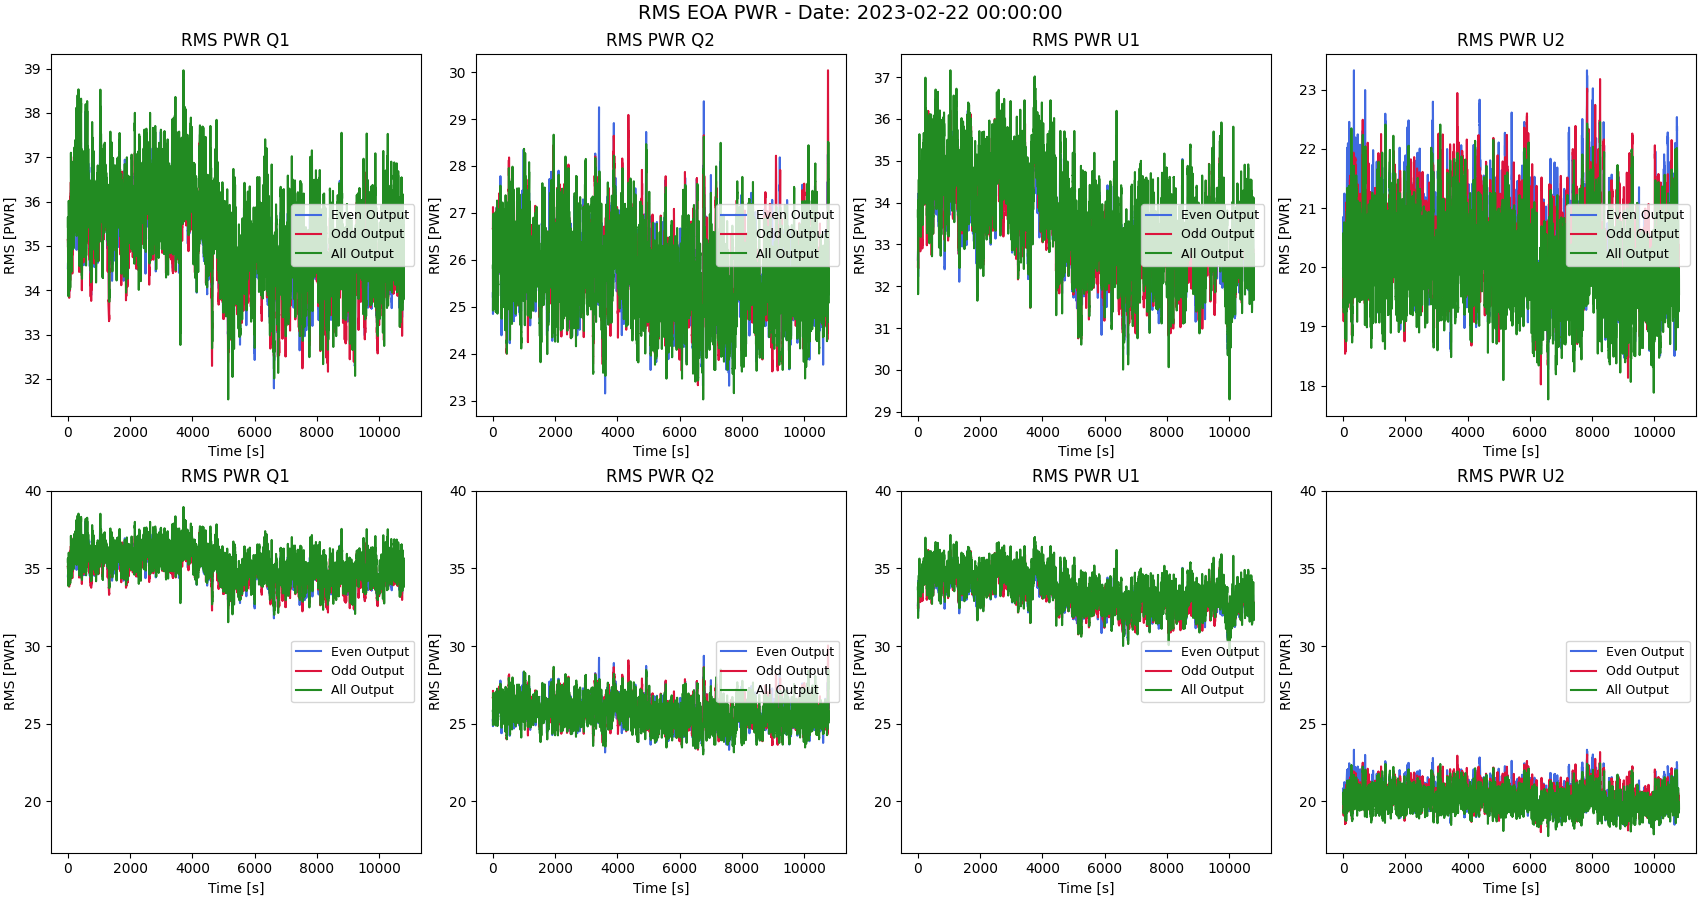 RMS EOA PWR - Date: 2023-02-22 00:00:00
RMS PWR Q1
RMS [PWR]
39
38
37
36
35
34
33
32
0 2000 4000 6000 8000 10000
Time [s]
Even Output
Odd Output
All Output
RMS PWR Q2
RMS [PWR]
30
29
28
27
26
25
24
23
0 2000 4000 6000 8000 10000
Time [s]
Even Output
Odd Output
All Output
RMS PWR U1
RMS [PWR]
37
36
35
34
33
32
31
30
29
0 2000 4000 6000 8000 10000
Time [s]
Even Output
Odd Output
All Output
RMS PWR U2
RMS [PWR]
23
22
21
20
19
18
0 2000 4000 6000 8000 10000
Time [s]
Even Output
Odd Output
All Output
RMS PWR Q1
RMS [PWR]
40
35
30
25
20
0 2000 4000 6000 8000 10000
Time [s]
Even Output
Odd Output
All Output
RMS PWR Q2
RMS [PWR]
40
35
30
25
20
0 2000 4000 6000 8000 10000
Time [s]
Even Output
Odd Output
All Output
RMS PWR U1
RMS [PWR]
40
35
30
25
20
0 2000 4000 6000 8000 10000
Time [s]
Even Output
Odd Output
All Output
RMS PWR U2
RMS [PWR]
40
35
30
25
20
0 2000 4000 6000 8000 10000
Time [s]
Even Output
Odd Output
All Output